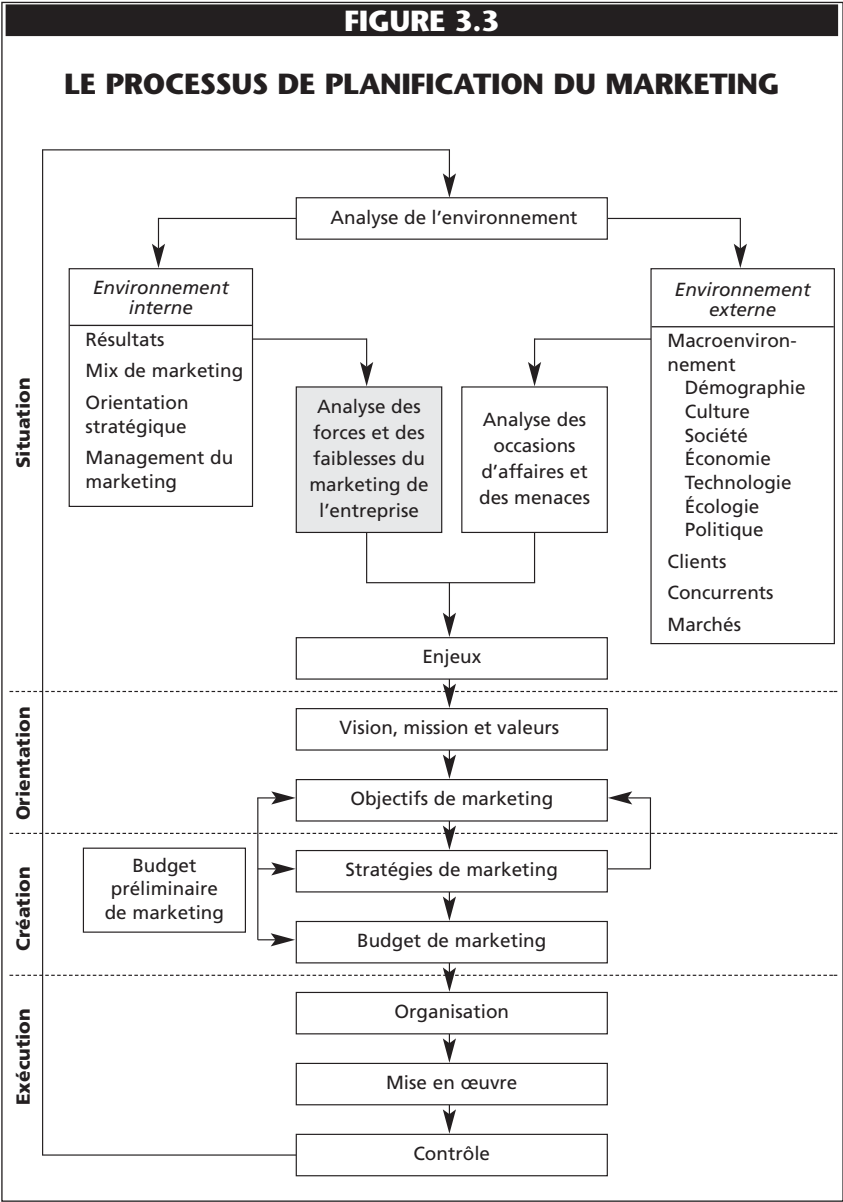 FIGURE 3.3
LE PROCESSUS DE PLANIFICATION DU MARKETING
Situation
Analyse de l'environnement
Environnement
interne
Résultats
Mix de marketing
Orientation
stratégique
Management du
marketing
Analyse des
forces et des
faiblesses du
marketing de
l'entreprise
Analyse des
occasions
d'affaires et
des menaces
Environnement
externe
Macroenviron-
nement
Démographie
Culture
Société
Économie
Technologie
Écologie
Politique
Clients
Concurrents
Marchés
Enjeux
Orientation
Vision, mission et valeurs
Objectifs de marketing
Création
Budget
préliminaire
de marketing
Stratégies de marketing
Budget de marketing
Exécution
Organisation
Mise en œuvre
Contrôle